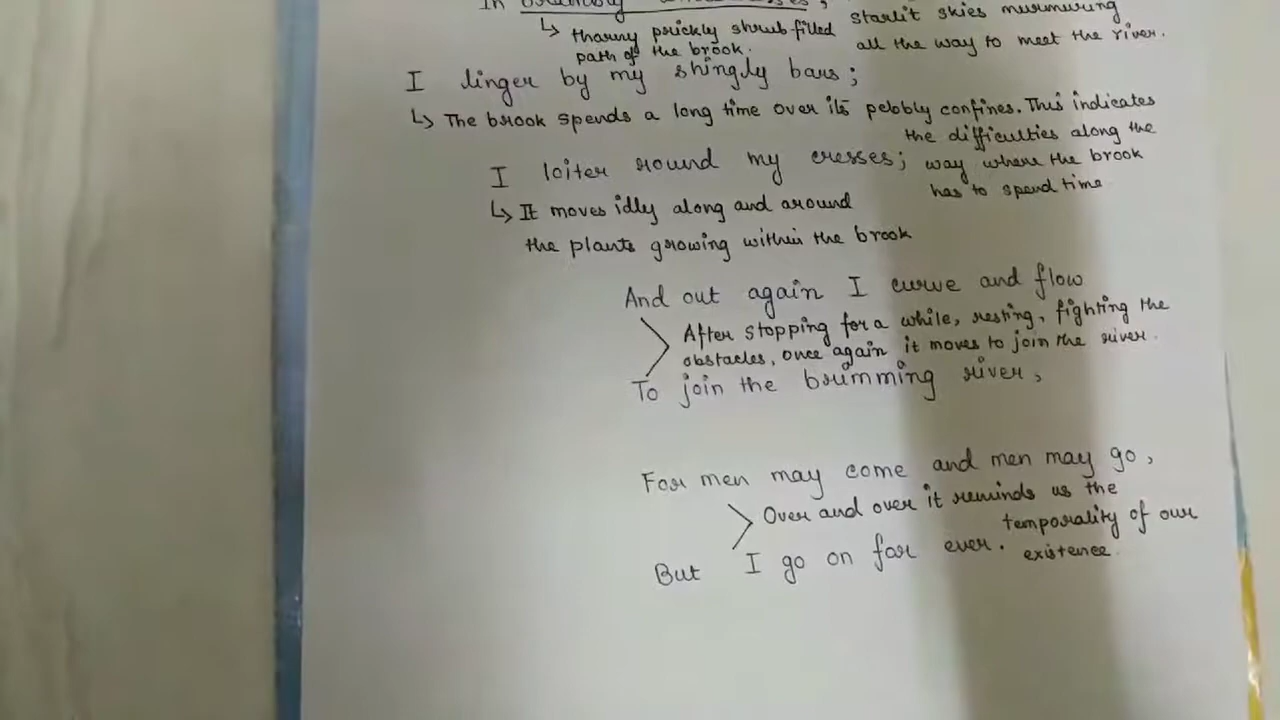 In
↳ thorny prickly shrub filled starlit skies murmuring
path of the brook. all the way to meet the river.
I linger by my shingly bars;
↳ The brook spends a long time over its pebbly confines. This indicates
the difficulties along the
I loiter round my cresses; way where the brook
has to spend time
↳ It moves idly along and around
the plants growing within the brook
And out again I curve and flow
After stopping for a while, resting, fighting the
obstacles, once again it moves to join the river.
To join the brimming river,
For men may come and men may go,
Over and over it reminds us the
temporality of our
But I go on for ever. existence.